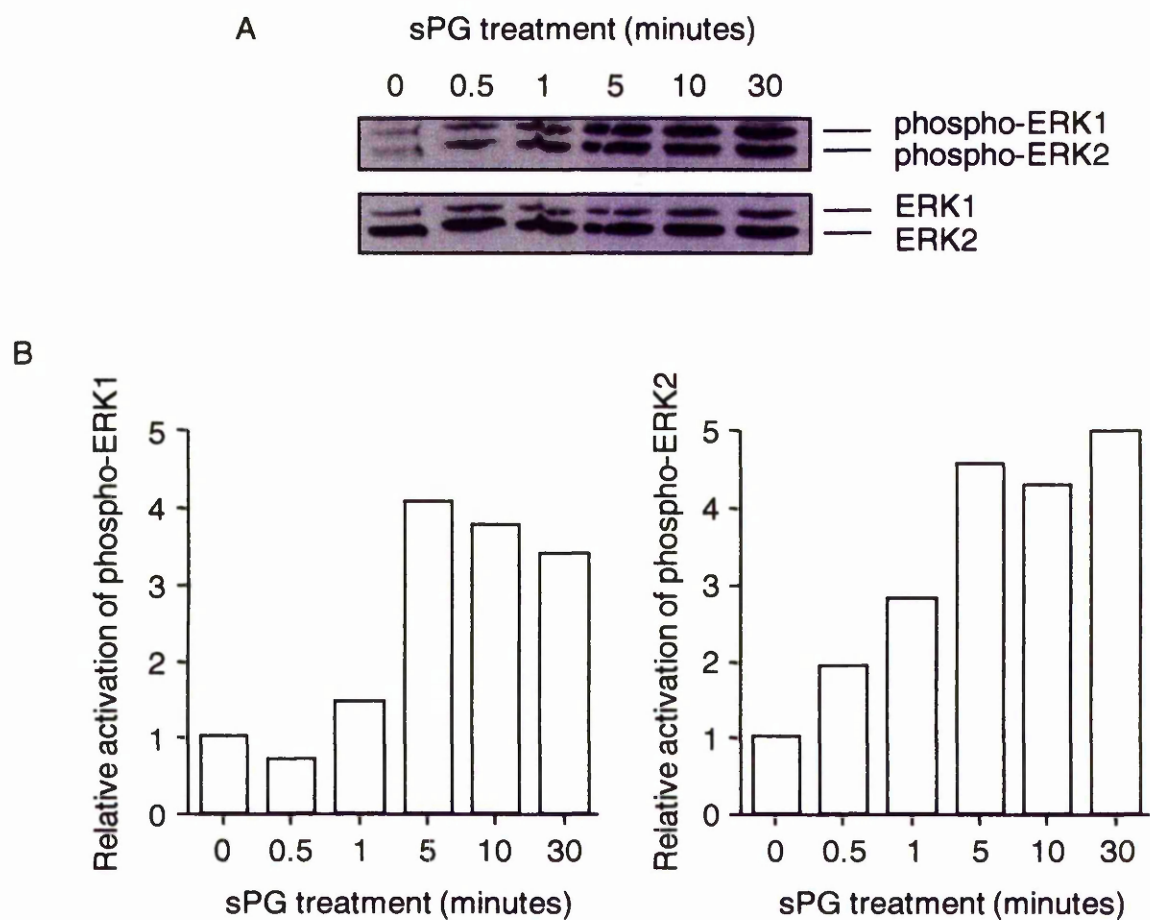 A
sPG treatment (minutes)
0 0.5 1 5 10 30
phospho-ERK1
phospho-ERK2
ERK1
ERK2
B
Relative activation of phospho-ERK1
5
4
3
2
1
0
0 0.5 1 5 10 30
sPG treatment (minutes)
Relative activation of phospho-ERK2
5
4
3
2
1
0
0 0.5 1 5 10 30
sPG treatment (minutes)